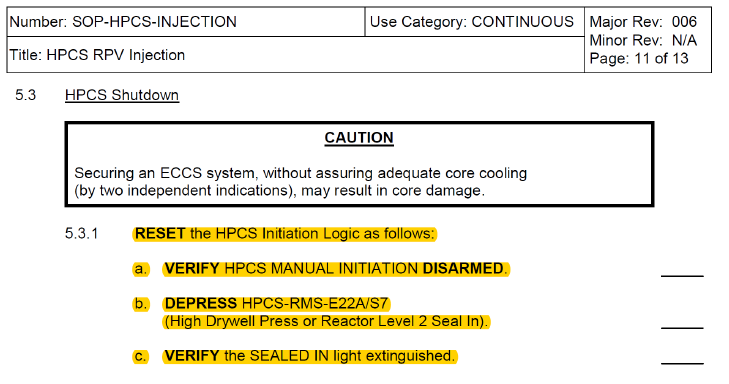 Number: SOP-HPCS-INJECTION
Use Category: CONTINUOUS
Major Rev: 006
Minor Rev: N/A
Page: 11 of 13
Title: HPCS RPV Injection
5.3 HPCS Shutdown
CAUTION
Securing an ECCS system, without assuring adequate core cooling
(by two independent indications), may result in core damage.
5.3.1 RESET the HPCS Initiation Logic as follows:
a. VERIFY HPCS MANUAL INITIATION DISARMED.
b. DEPRESS HPCS-RMS-E22A/S7
(High Drywell Press or Reactor Level 2 Seal In).
c. VERIFY the SEALED IN light extinguished.